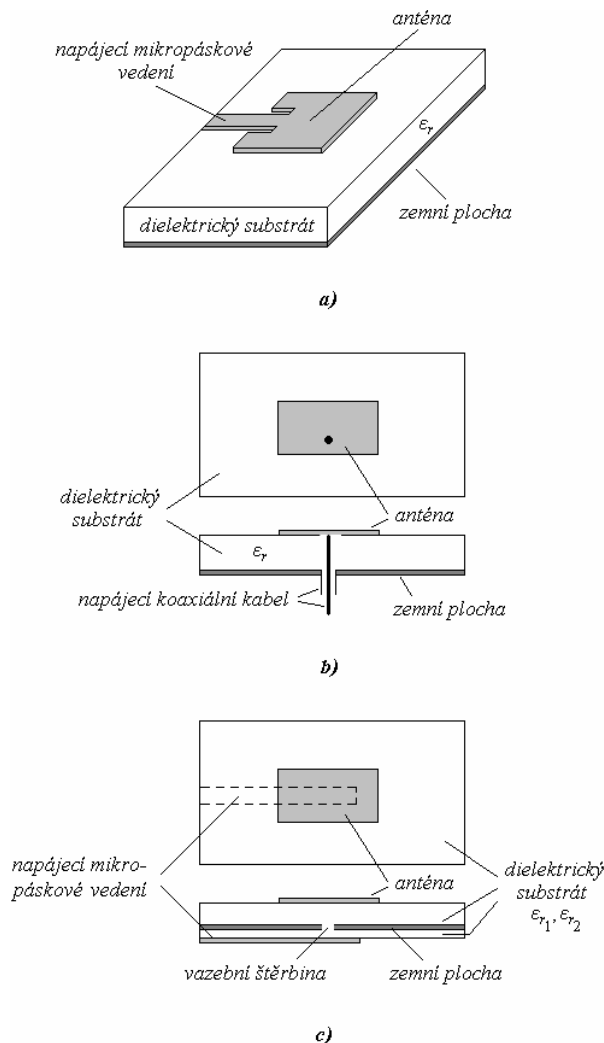 anténa
napájecí mikropáskové
vedení
εr
zemní plocha
dielektrický substrát
a)
dielektrický
substrát
anténa
εr
napájecí koaxiální kabel
zemní plocha
b)
napájecí mikro-
páskové vedení
anténa
dielektrický
substrát
εr1, εr2
vazební štěrbina
zemní plocha
c)